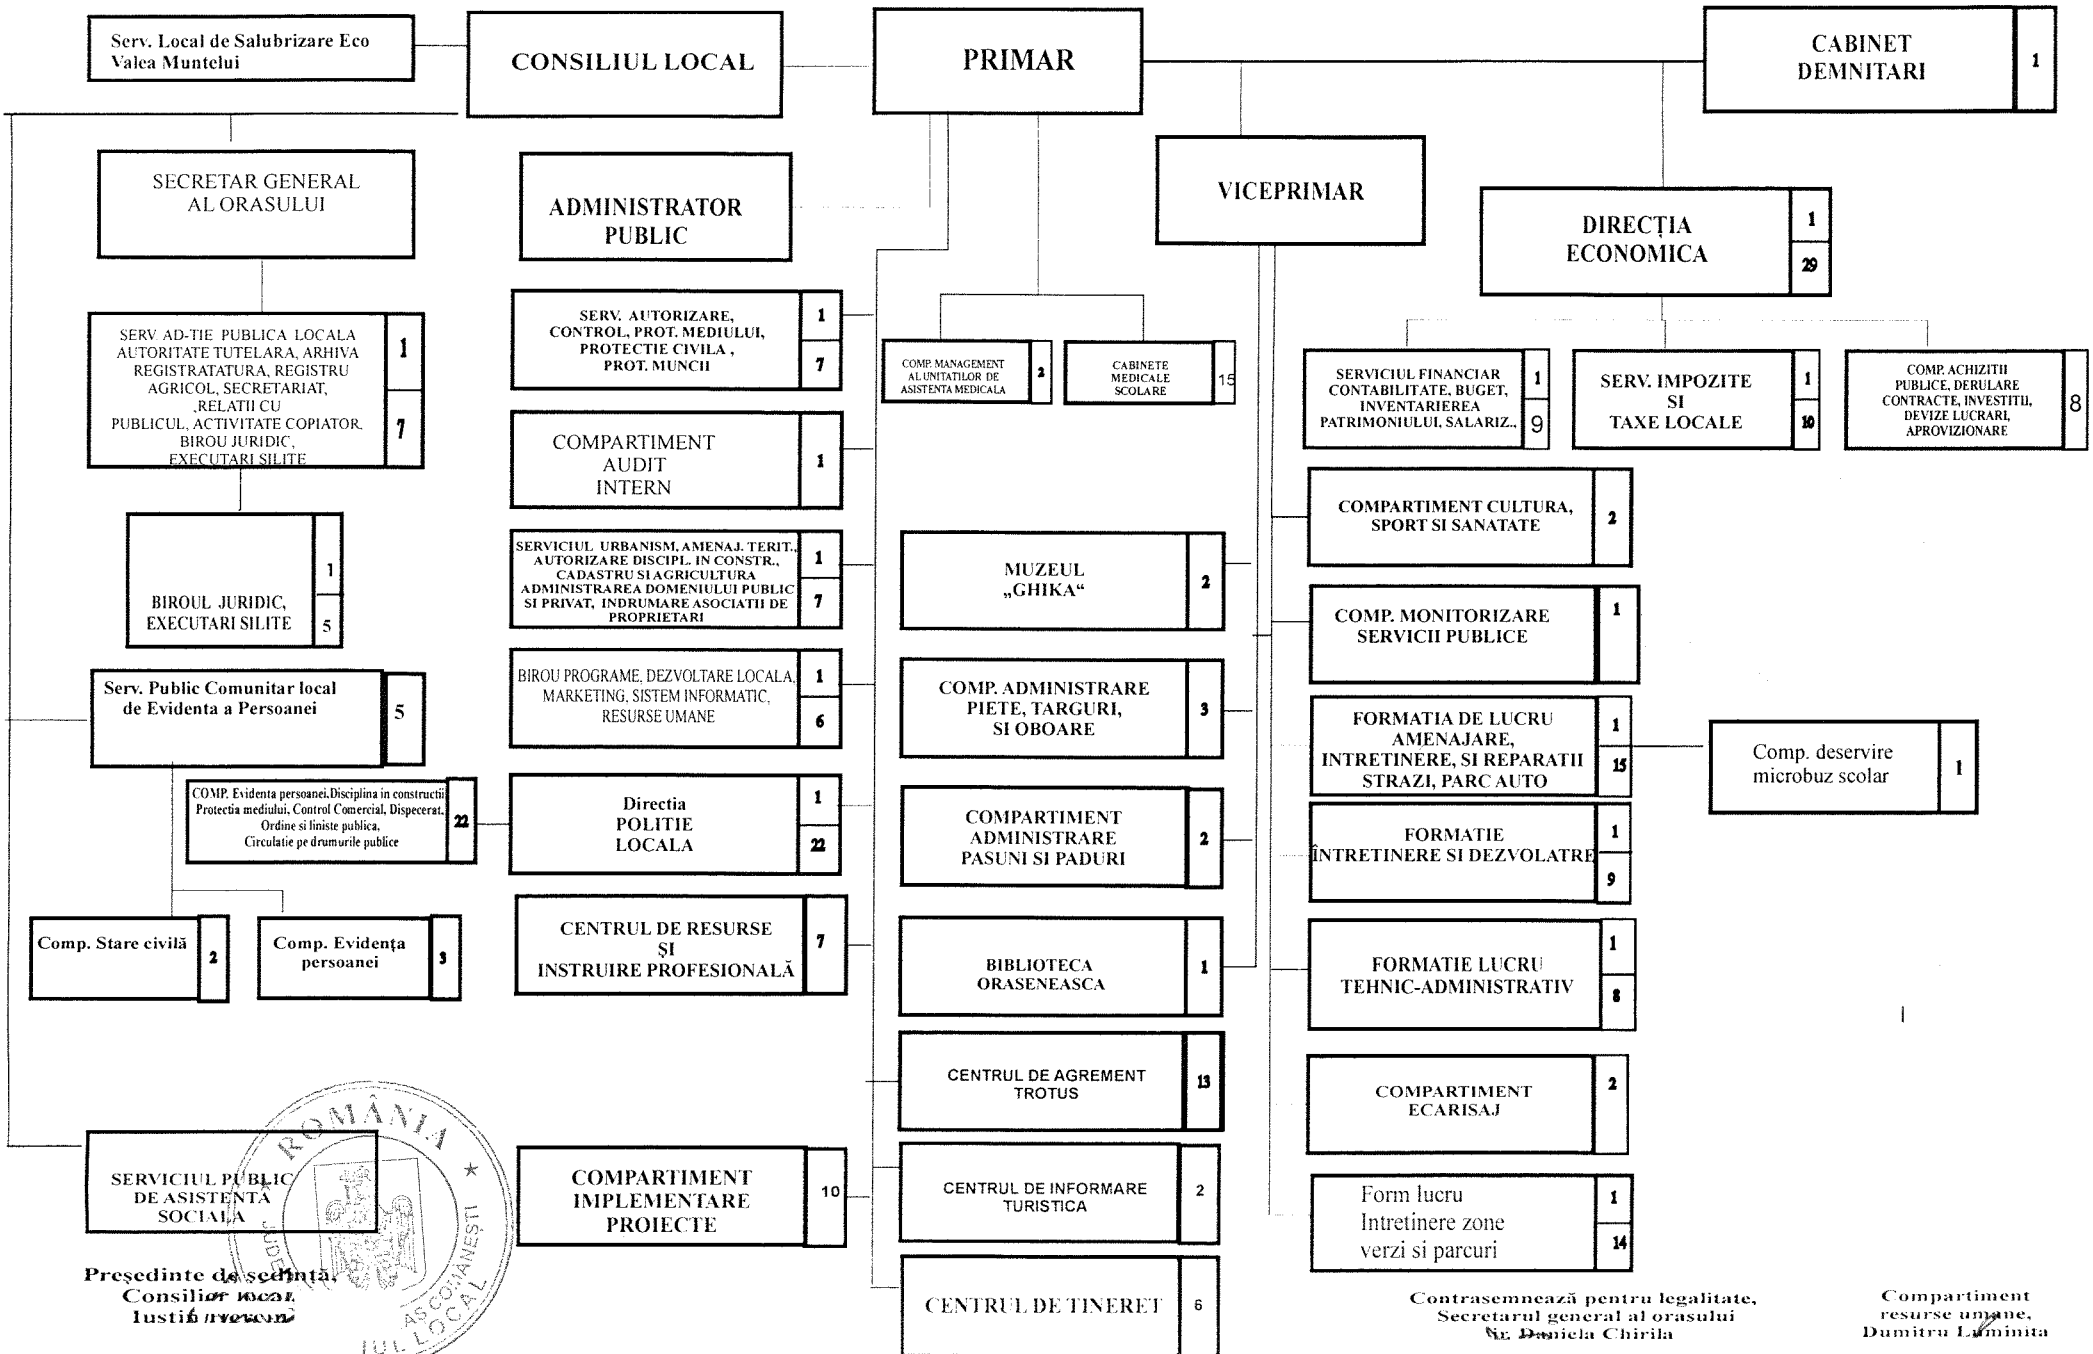 Serv. Local de Salubrizare Eco
Valea Muntelui
CONSILIUL LOCAL
PRIMAR
CABINET
DEMNITARI
1
SECRETAR GENERAL
AL ORASULUI
ADMINISTRATOR
PUBLIC
VICEPRIMAR
DIRECȚIA
ECONOMICA
1
29
SERV. AD-TIE PUBLICA LOCALA
AUTORITATE TUTELARA, ARHIVA
REGISTRATATURA, REGISTRU
AGRICOL, SECRETARIAT,
,RELATII CU
PUBLICUL, ACTIVITATE COPIATOR,
BIROU JURIDIC,
EXECUTARI SILITE
1
7
SERV. AUTORIZARE,
CONTROL, PROT. MEDIULUI,
PROTECTIE CIVILA ,
PROT. MUNCII
1
7
COMP. MANAGEMENT
AL UNITATILOR DE
ASISTENTA MEDICALA
2
CABINETE
MEDICALE
SCOLARE
15
SERVICIUL FINANCIAR
CONTABILITATE, BUGET,
INVENTARIEREA
PATRIMONIULUI, SALARIZ.,
1
9
SERV. IMPOZITE
SI
TAXE LOCALE
1
10
COMP. ACHIZITII
PUBLICE, DERULARE
CONTRACTE, INVESTITII,
DEVIZE LUCRARI,
APROVIZIONARE
8
COMPARTIMENT
AUDIT
INTERN
1
COMPARTIMENT CULTURA,
SPORT SI SANATATE
2
BIROUL JURIDIC,
EXECUTARI SILITE
1
5
SERVICIUL URBANISM, AMENAJ. TERIT.,
AUTORIZARE DISCIPL. IN CONSTR.,
CADASTRU SI AGRICULTURA
ADMINISTRAREA DOMENIULUI PUBLIC
SI PRIVAT, INDRUMARE ASOCIATII DE
PROPRIETARI
1
7
MUZEUL
„GHIKA“
2
COMP. MONITORIZARE
SERVICII PUBLICE
1
Serv. Public Comunitar local
de Evidenta a Persoanei
5
BIROU PROGRAME, DEZVOLTARE LOCALA,
MARKETING, SISTEM INFORMATIC,
RESURSE UMANE
1
6
COMP. ADMINISTRARE
PIETE, TARGURI,
SI OBOARE
3
FORMATIA DE LUCRU
AMENAJARE,
INTRETINERE, SI REPARATII
STRAZI, PARC AUTO
1
15
Comp. deservire
microbuz scolar
1
COMP. Evidenta persoanei,Disciplina in constructii
Protectia mediului, Control Comercial, Dispecerat,
Ordine si liniste publica,
Circulatie pe drumurile publice
22
Directia
POLITIE
LOCALA
1
22
COMPARTIMENT
ADMINISTRARE
PASUNI SI PADURI
2
FORMATIE
ÎNTRETINERE SI DEZVOLATRE
1
9
Comp. Stare civilă
2
Comp. Evidența
persoanei
3
CENTRUL DE RESURSE
ȘI
INSTRUIRE PROFESIONALĂ
7
BIBLIOTECA
ORASENEASCA
1
FORMATIE LUCRU
TEHNIC-ADMINISTRATIV
1
8
CENTRUL DE AGREMENT
TROTUS
13
COMPARTIMENT
ECARISAJ
2
SERVICIUL PUBLIC
DE ASISTENTĂ
SOCIALA
ROMÂNIA
COMPARTIMENT
IMPLEMENTARE
PROIECTE
10
CENTRUL DE INFORMARE
TURISTICA
2
Form lucru
Intretinere zone
verzi si parcuri
1
14
CENTRUL DE TINERET
6
Președinte de ședință,
Consilier local
Iustin
LOCAL
Contrasemnează pentru legalitate,
Secretarul general al orasului
Daniela Chirila
Compartiment
resurse umane,
Dumitru Luminita